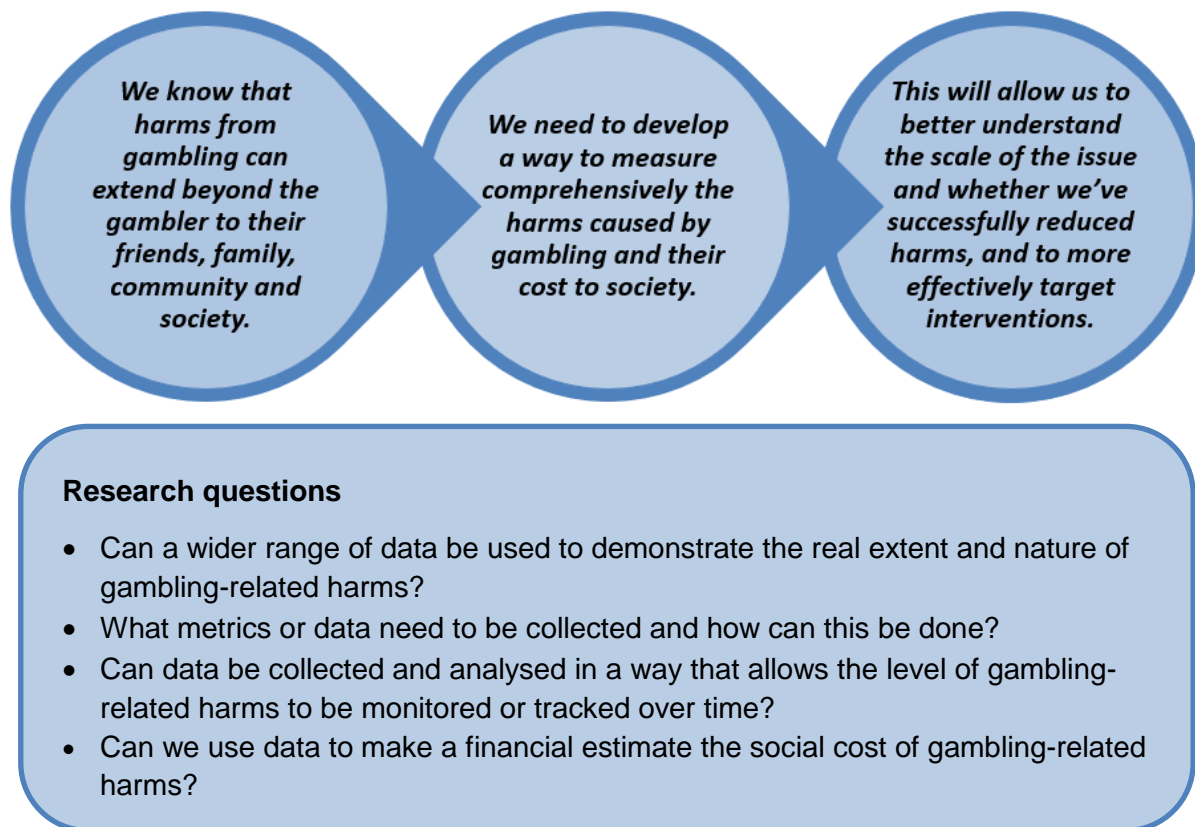 We know that
harms from
gambling can
extend beyond the
gambler to their
friends, family,
community and
society.
We need to develop
a way to measure
comprehensively the
harms caused by
gambling and their
cost to society.
This will allow us to
better understand
the scale of the issue
and whether we've
successfully reduced
harms, and to more
effectively target
interventions.
Research questions
• Can a wider range of data be used to demonstrate the real extent and nature of
gambling-related harms?
• What metrics or data need to be collected and how can this be done?
• Can data be collected and analysed in a way that allows the level of gambling-
related harms to be monitored or tracked over time?
• Can we use data to make a financial estimate the social cost of gambling-related
harms?